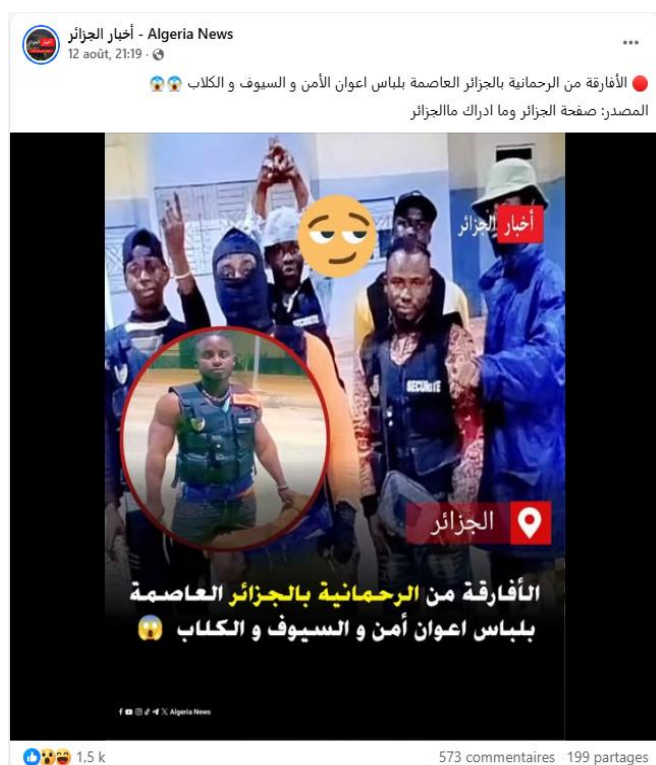 أخبار الجزائر - Algeria News
12 août, 21:19 ·
🔴 الأفارقة من الرحمانية بالجزائر العاصمة بلباس اعوان الأمن و السيوف و الكلاب 😱😱
المصدر: صفحة الجزائر وما ادراك ماالجزائر
أخبار الجزائر
SECURITE
الجزائر
الأفارقة من الرحمانية بالجزائر العاصمة
بلباس اعوان أمن و السيوف و الكلاب 😱
Algeria News
1,5 k
573 commentaires 199 partages